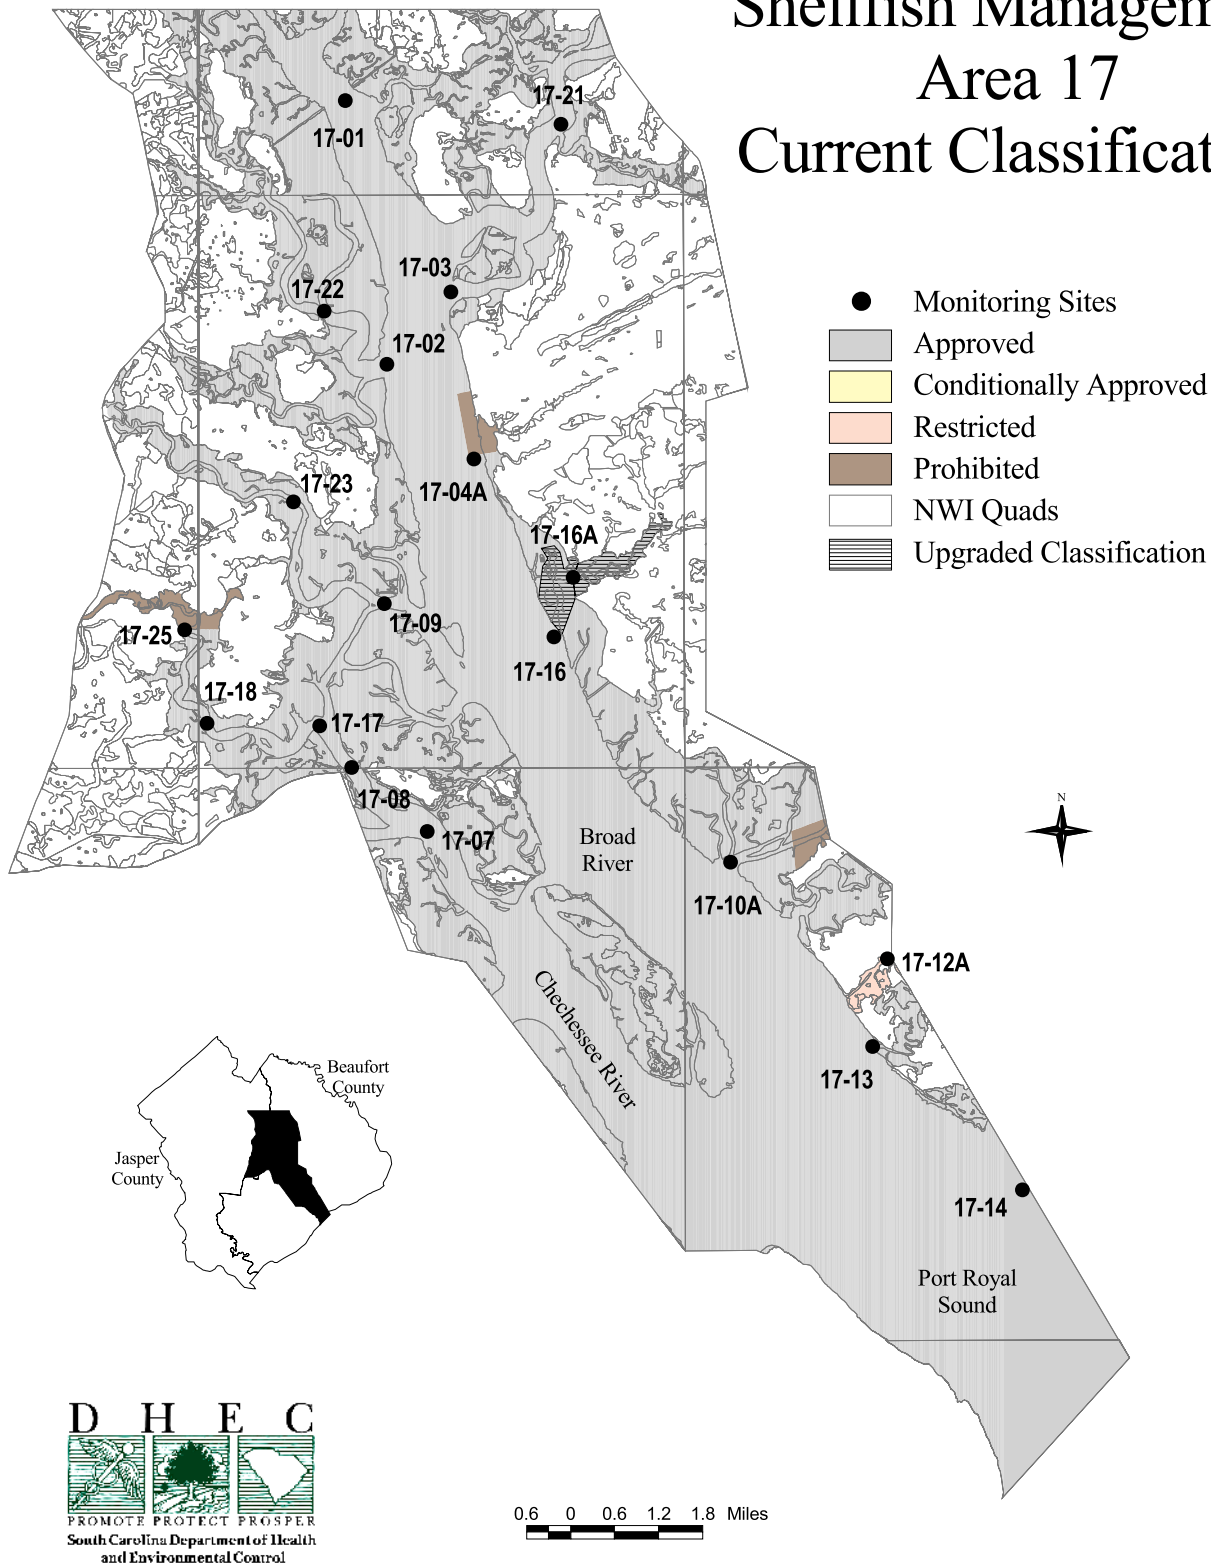 Shellfish Managem
Area 17
Current Classificat
17-21
17-01
17-03
17-22
17-02
Monitoring Sites
Approved
Conditionally Approved
Restricted
Prohibited
NWI Quads
Upgraded Classification
17-23
17-04A
17-16A
17-09
17-25
17-16
17-18
17-17
17-08
17-07
Broad
River
N
17-10A
17-12A
Chechessee River
17-13
Beaufort
County
Jasper
County
17-14
Port Royal
Sound
D H E C
PROMOTE PROTECT PROSPER
South Carolina Department of Health
and Environmental Control
0.6 0 0.6 1.2 1.8 Miles